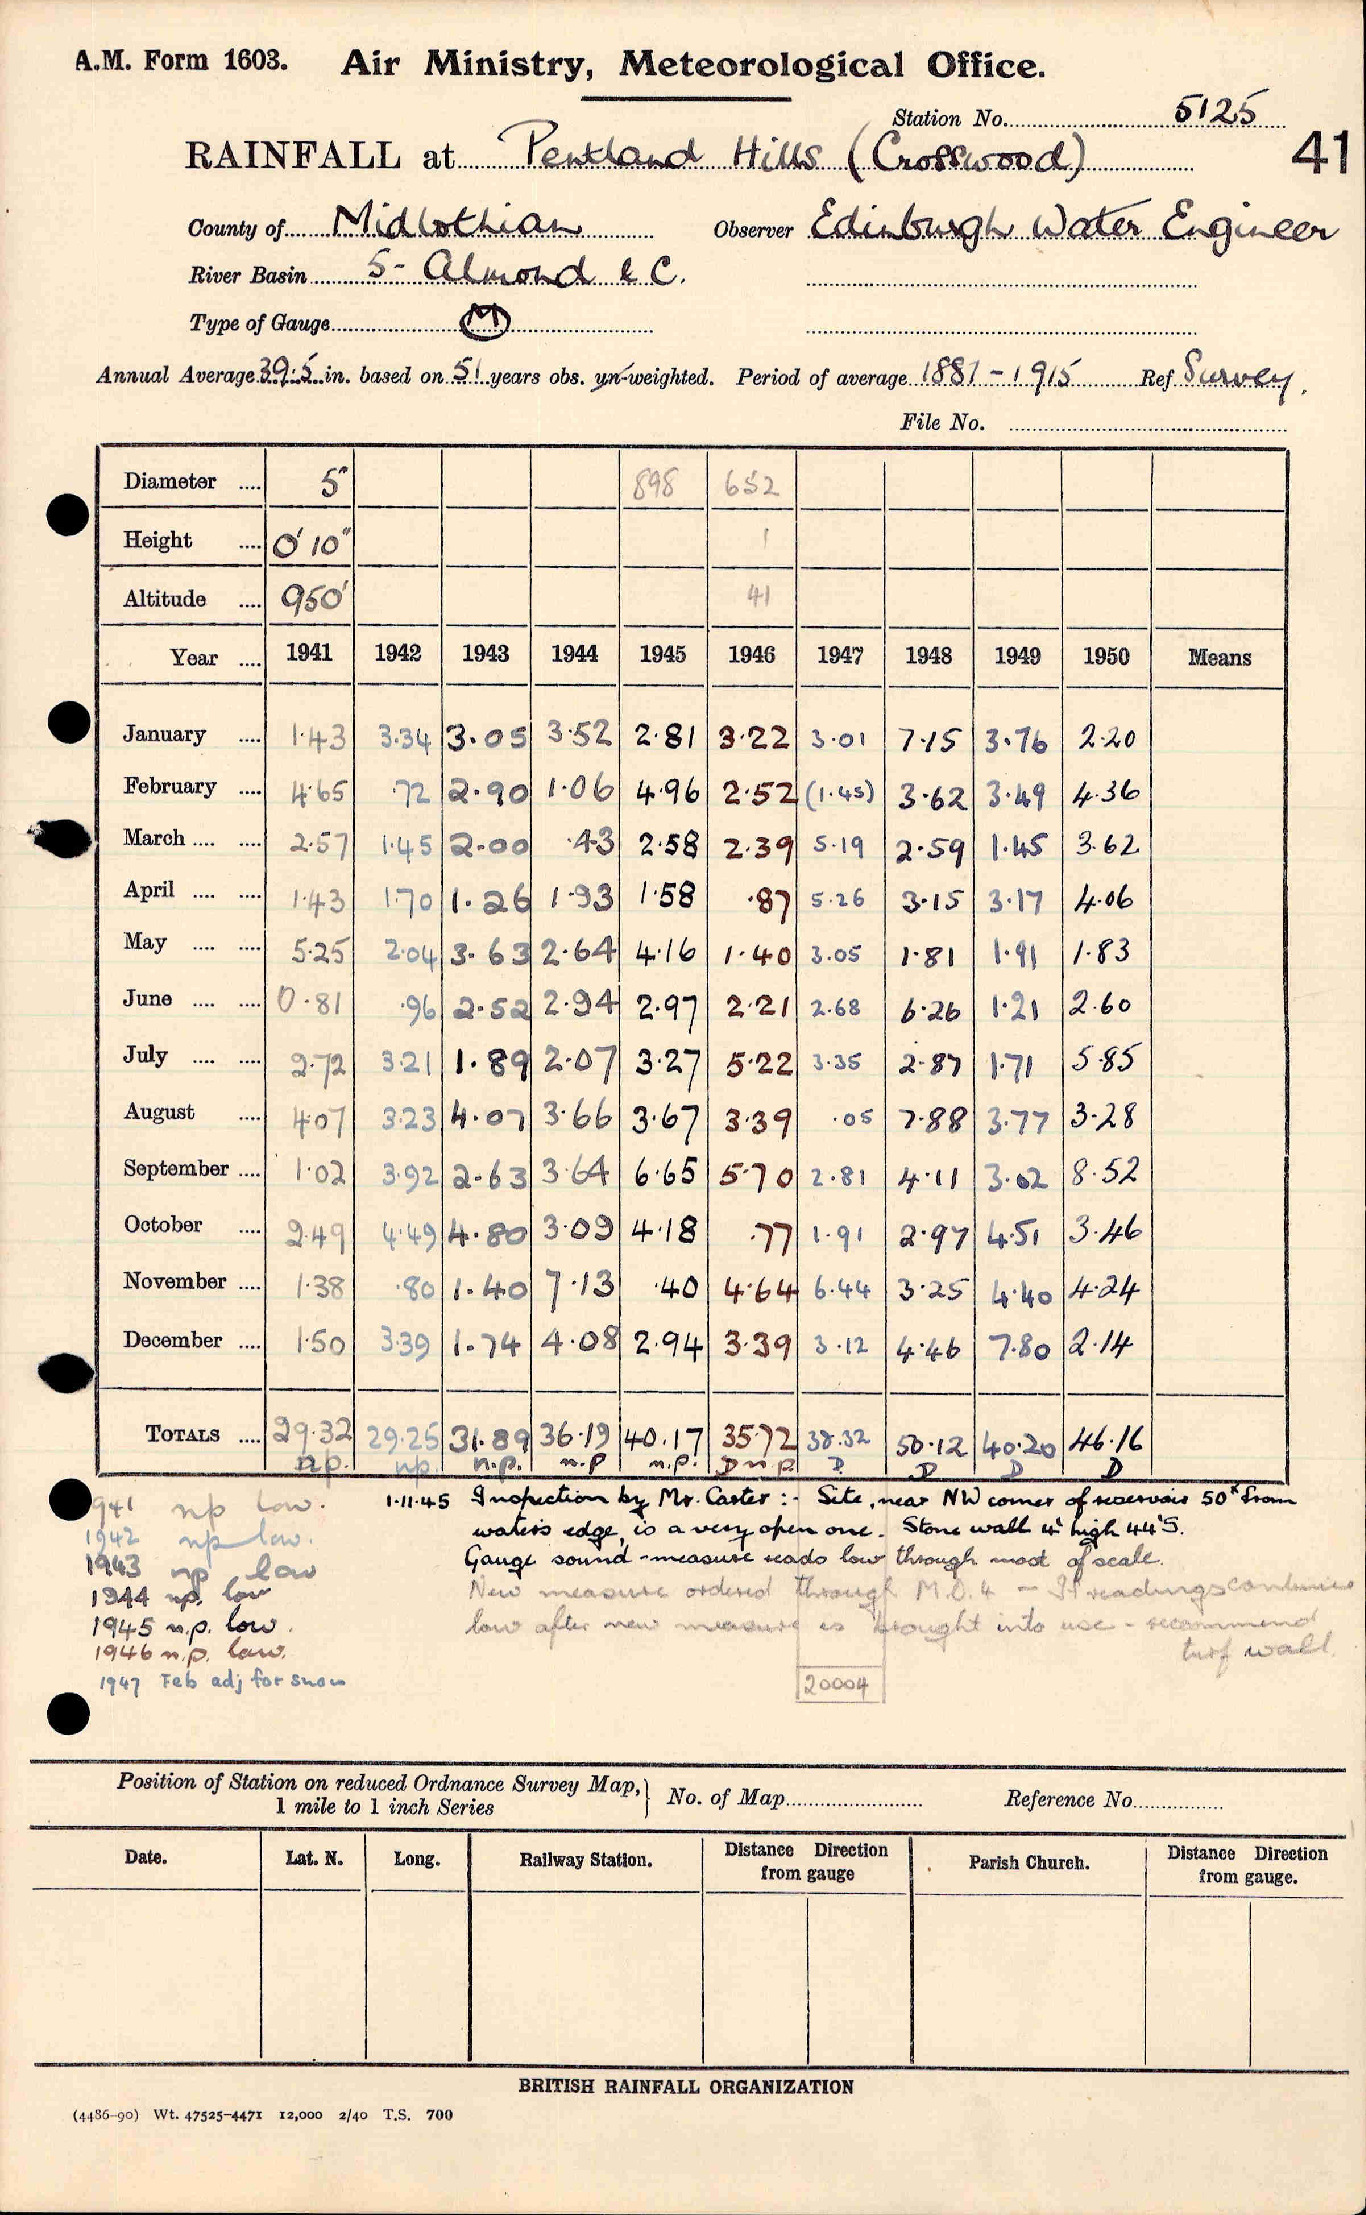 A.M. Form 1603. Air Ministry, Meteorological Office.
Station No. 5125
RAINFALL at Pentland Hills (Crosswood) 41
County of Midlothian Observer Edinburgh Water Engineer
River Basin 5- Almond &C.
Type of Gauge M
Annual Average 39.5 in. based on 51 years obs. un-weighted. Period of average 1881-1915 Ref Survey.
File No.
Diameter .... 5" 898 652
Height .... 0' 10" 1
Altitude .... 950' 41
Year .... 1941 1942 1943 1944 1945 1946 1947 1948 1949 1950 Means
January .... 1.43 3.34 3.05 3.52 2.81 3.22 3.01 7.15 3.76 2.20
February .... 4.65 .72 2.90 1.06 4.96 2.52 (1.45) 3.62 3.49 4.36
March .... .... 2.57 1.45 2.00 .43 2.58 2.39 5.19 2.59 1.45 3.62
April .... .... 1.43 1.70 1.26 1.93 1.58 .87 5.26 3.15 3.17 4.06
May .... .... 5.25 2.04 3.63 2.64 4.16 1.40 3.05 1.81 1.91 1.83
June .... .... 0.81 .96 2.52 2.94 2.97 2.21 2.68 6.26 1.21 2.60
July .... .... 2.72 3.21 1.89 2.07 3.27 5.22 3.35 2.87 1.71 5.85
August .... 4.07 3.23 4.07 3.66 3.67 3.39 .05 7.88 3.77 3.28
September .... 1.02 3.92 2.63 3.64 6.65 5.70 2.81 4.11 3.02 8.52
October .... 2.49 4.49 4.80 3.09 4.18 .77 1.91 2.97 4.51 3.46
November .... 1.38 .80 1.40 7.13 .40 4.64 6.44 3.25 4.40 4.24
December .... 1.50 3.39 1.74 4.08 2.94 3.39 3.12 4.46 7.80 2.14
TOTALS .... 29.32 29.25 31.89 36.19 40.17 35.72 38.32 50.12 40.20 46.16
n.p. np. n.p. n.p n.p. D n p. D D D D
1941 np low. 1.11.45 Inspection by Mr. Carter :- Site, near NW corner of reservoir 50x from
1942 np low. water's edge, is a very open one. Stone wall 4' high 44' S.
1943 np low Gauge sound - measure reads low through most of scale.
1944 np. low New measure ordered through M.O.4 - If readings continue
1945 n.p. low. low after new measure is brought into use - recommend
1946 n.p. low. turf wall.
1947 Feb adj for snow 20004
Position of Station on reduced Ordnance Survey Map, 1 mile to 1 inch Series } No. of Map Reference No.
Date. Lat. N. Long. Railway Station. Distance Direction from gauge Parish Church. Distance Direction from gauge.
BRITISH RAINFALL ORGANIZATION
(4486-90) Wt. 47525-4471 12,000 2/40 T.S. 700